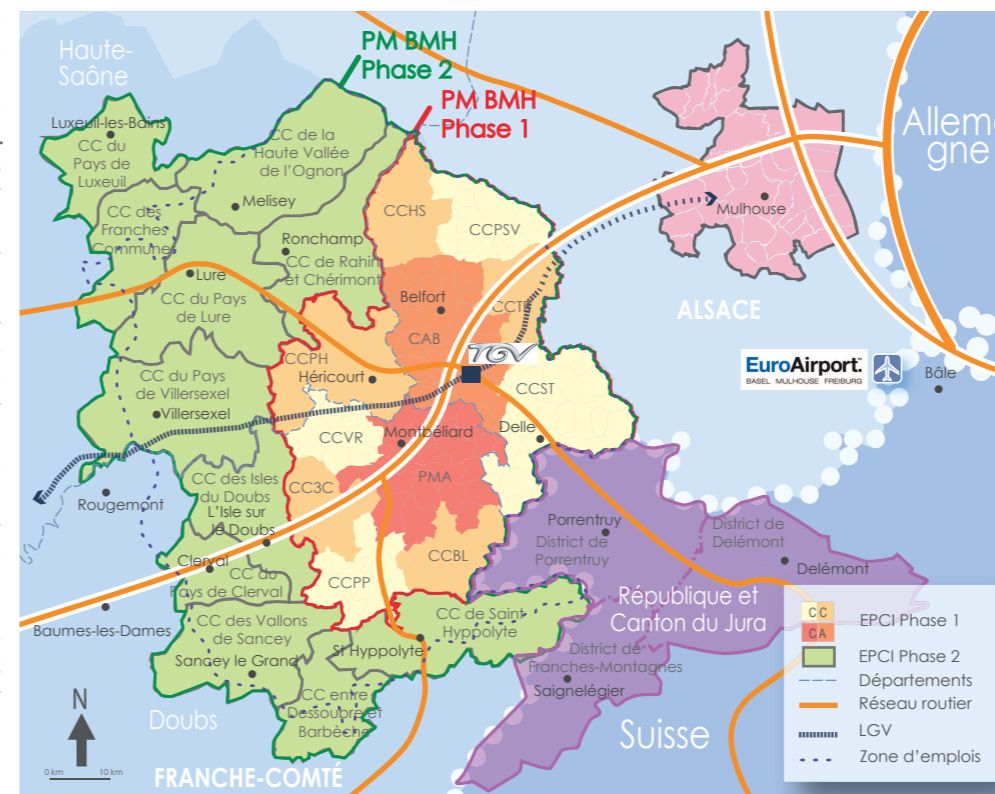 Haute-
Saône
PM BMH
Phase 2
PM BMH
Phase 1
Allema
gne
Luxeuil-les-Bains
CC du
Pays de
Luxeuil
CC de la
Haute Vallée
de l'Ognon
Melisey
CC des
Franches
Communes
CCHS
CCPSV
Mulhouse
Ronchamp
CC de Rahin
et Chérimont
Lure
CC du Pays
de Lure
Belfort
CAB
ALSACE
TGV
EuroAirport.
BASEL MULHOUSE FREIBURG
Bâle
CCPH
Héricourt
CCST
CC du Pays
de Villersexel
Villersexel
CCVR
Montbéliard
Delle
PMA
CC3C
Rougemont
CC des Isles
du Doubs
L'Isle sur
le Doubs
Porrentruy
District de
Porrentruy
District de
Delémont
Delémont
Clerval
CC du
Pays de Clerval
CCBL
CCPP
Baumes-les-Dames
CC des Vallons
de Sancey
Sancey le Grand
CC de Saint
Hyppolyte
St Hyppolyte
République et
Canton du Jura
District de
Franches-Montagnes
Saignelégier
CC entre
Dessoubre et
Barbèche
Doubs
Suisse
FRANCHE-COMTÉ
N
0 km 10 km
CC
CA
EPCI Phase 1
EPCI Phase 2
Départements
Réseau routier
LGV
Zone d'emplois